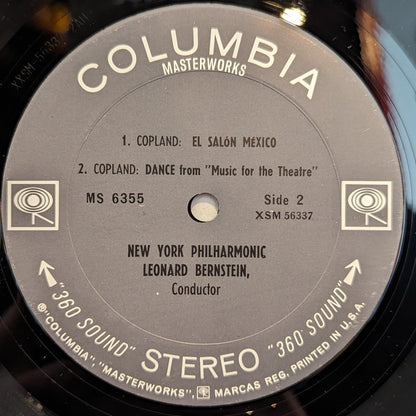 COLUMBIA
MASTERWORKS
1. COPLAND: EL SALÓN MÉXICO
2. COPLAND: DANCE from "Music for the Theatre"
MS 6355
Side 2
XSM 56337
NEW YORK PHILHARMONIC
LEONARD BERNSTEIN,
Conductor
"360 SOUND" STEREO "360 SOUND"
®"COLUMBIA", "MASTERWORKS", MARCAS REG. PRINTED IN U.S.A.